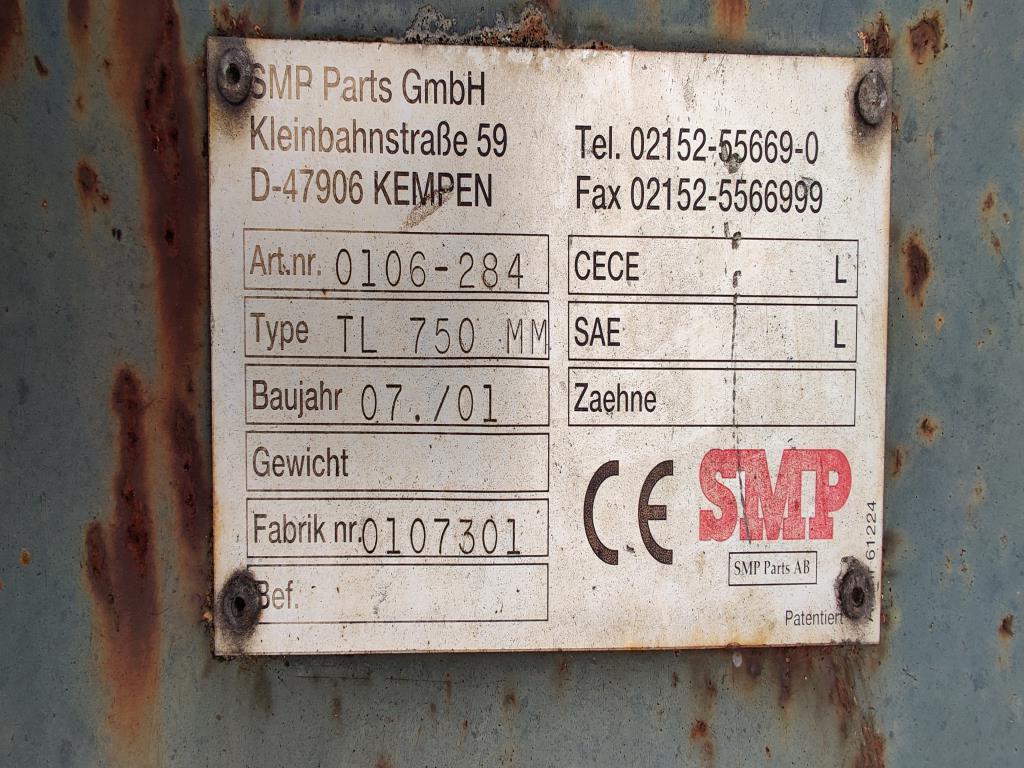 SMP Parts GmbH
Kleinbahnstraße 59
D-47906 KEMPEN
Tel. 02152-55669-0
Fax 02152-5566999
Art.nr. 0106-284
Type TL 750 MM
Baujahr 07./01
Gewicht
Fabrik nr. 0107301
Bef.
CECE L
SAE L
Zaehne
CE
SMP
SMP Parts AB
Patentiert
61224